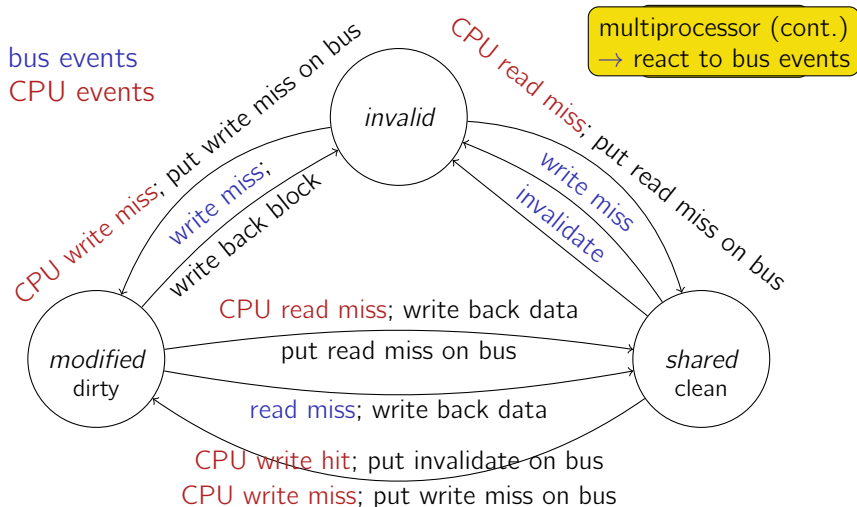 multiprocessor (cont.)
→ react to bus events
bus events
CPU events
invalid
CPU write miss; put write miss on bus
write miss;
write back block
CPU read miss; put read miss on bus
write miss
invalidate
modified
dirty
CPU read miss; write back data
put read miss on bus
shared
clean
read miss; write back data
CPU write hit; put invalidate on bus
CPU write miss; put write miss on bus